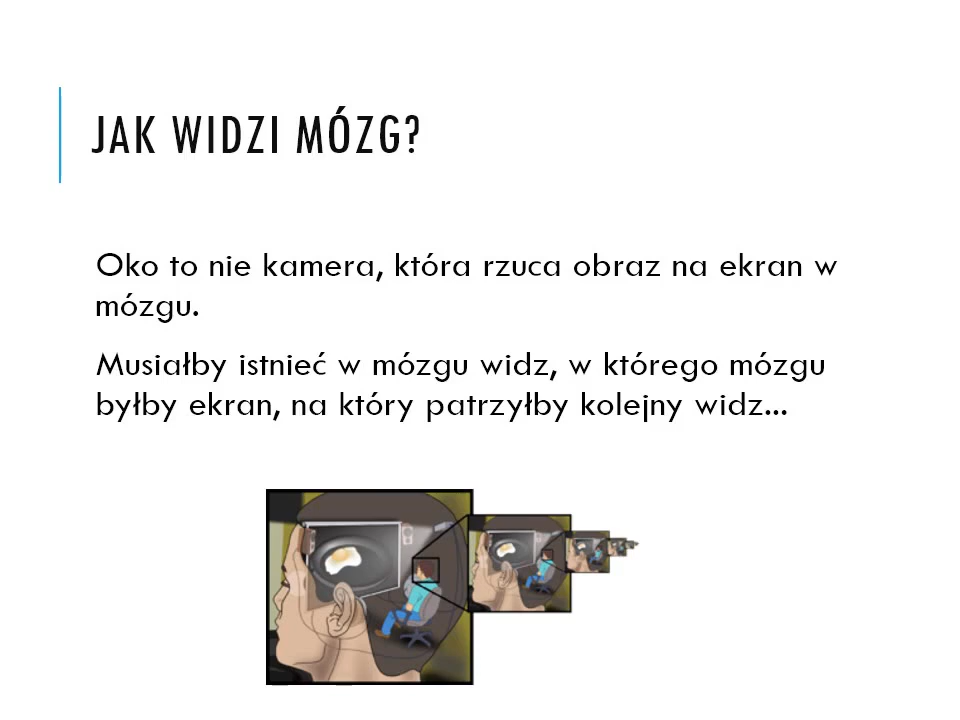 JAK WIDZI MÓZG?
Oko to nie kamera, która rzuca obraz na ekran w
mózgu.
Musiałby istnieć w mózgu widz, w którego mózgu
byłby ekran, na który patrzyłby kolejny widz...